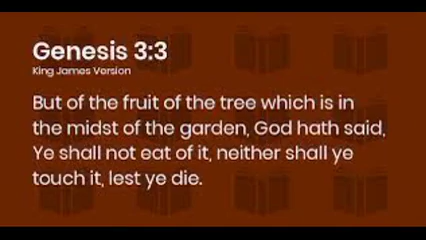 Genesis 3:3
King James Version
But of the fruit of the tree which is in
the midst of the garden, God hath said,
Ye shall not eat of it, neither shall ye
touch it, lest ye die.